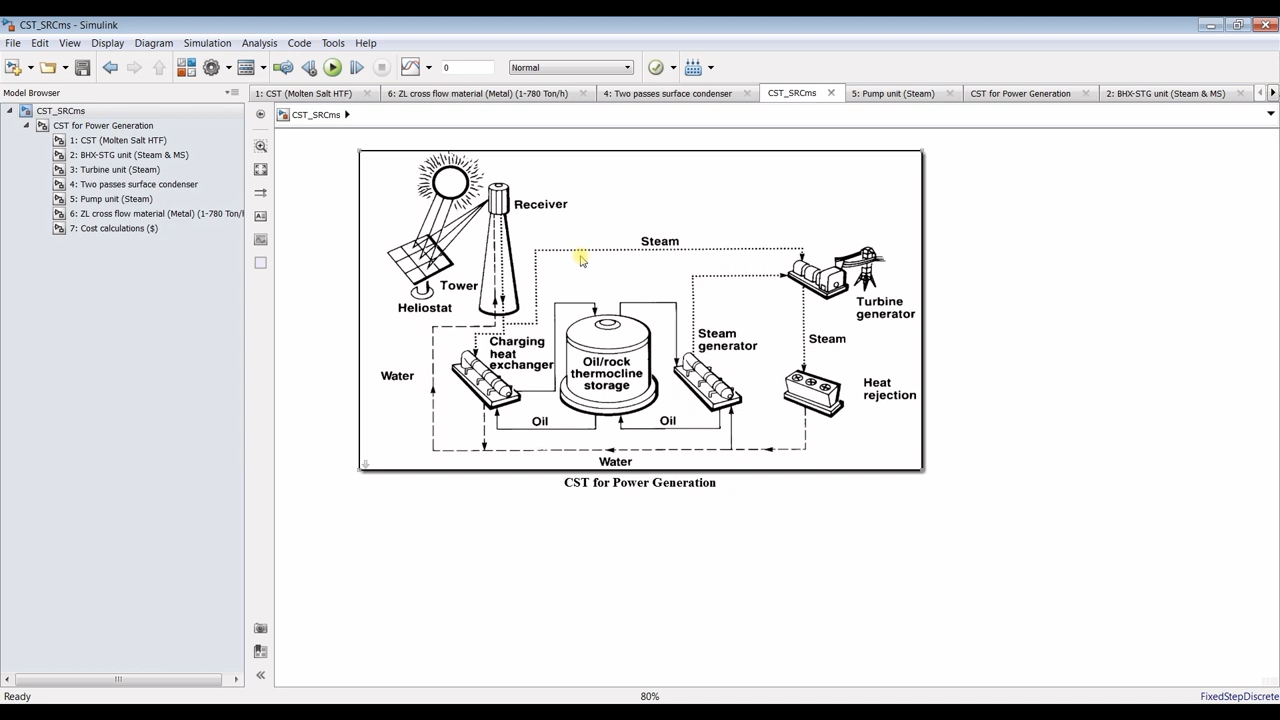 CST_SRCms - Simulink
File Edit View Display Diagram Simulation Analysis Code Tools Help
0
Normal
Model Browser
1: CST (Molten Salt HTF)
6: ZL cross flow material (Metal) (1-780 Ton/h)
4: Two passes surface condenser
CST_SRCms
5: Pump unit (Steam)
CST for Power Generation
2: BHX-STG unit (Steam & MS)
CST_SRCms
CST_SRCms
CST for Power Generation
1: CST (Molten Salt HTF)
2: BHX-STG unit (Steam & MS)
3: Turbine unit (Steam)
4: Two passes surface condenser
5: Pump unit (Steam)
6: ZL cross flow material (Metal) (1-780 Ton/h
7: Cost calculations ($)
Receiver
Steam
Tower
Heliostat
Turbine
generator
Charging
heat
exchanger
Oil/rock
thermocline
storage
Steam
generator
Steam
Water
Heat
rejection
Oil
Oil
Water
CST for Power Generation
Ready
80%
FixedStepDiscrete